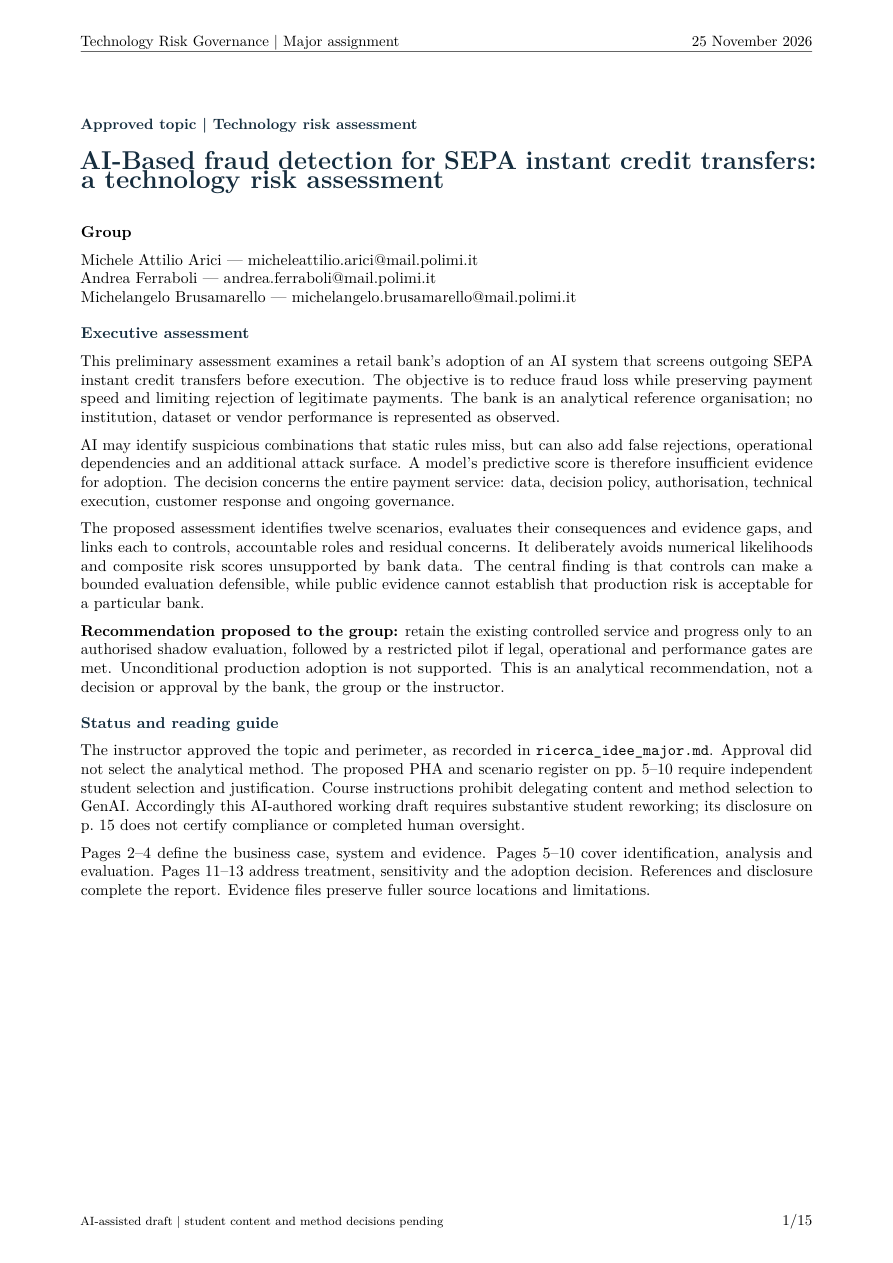 Technology Risk Governance | Major assignment 25 November 2026
Approved topic | Technology risk assessment
AI-Based fraud detection for SEPA instant credit transfers:
a technology risk assessment
Group
Michele Attilio Arici — micheleattilio.arici@mail.polimi.it
Andrea Ferraboli — andrea.ferraboli@mail.polimi.it
Michelangelo Brusamarello — michelangelo.brusamarello@mail.polimi.it
Executive assessment
This preliminary assessment examines a retail bank's adoption of an AI system that screens outgoing SEPA
instant credit transfers before execution. The objective is to reduce fraud loss while preserving payment
speed and limiting rejection of legitimate payments. The bank is an analytical reference organisation; no
institution, dataset or vendor performance is represented as observed.
AI may identify suspicious combinations that static rules miss, but can also add false rejections, operational
dependencies and an additional attack surface. A model's predictive score is therefore insufficient evidence
for adoption. The decision concerns the entire payment service: data, decision policy, authorisation, technical
execution, customer response and ongoing governance.
The proposed assessment identifies twelve scenarios, evaluates their consequences and evidence gaps, and
links each to controls, accountable roles and residual concerns. It deliberately avoids numerical likelihoods
and composite risk scores unsupported by bank data. The central finding is that controls can make a
bounded evaluation defensible, while public evidence cannot establish that production risk is acceptable for
a particular bank.
Recommendation proposed to the group: retain the existing controlled service and progress only to an
authorised shadow evaluation, followed by a restricted pilot if legal, operational and performance gates are
met. Unconditional production adoption is not supported. This is an analytical recommendation, not a
decision or approval by the bank, the group or the instructor.
Status and reading guide
The instructor approved the topic and perimeter, as recorded in ricerca_idee_major.md. Approval did
not select the analytical method. The proposed PHA and scenario register on pp. 5–10 require independent
student selection and justification. Course instructions prohibit delegating content and method selection to
GenAI. Accordingly this AI-authored working draft requires substantive student reworking; its disclosure on
p. 15 does not certify compliance or completed human oversight.
Pages 2–4 define the business case, system and evidence. Pages 5–10 cover identification, analysis and
evaluation. Pages 11–13 address treatment, sensitivity and the adoption decision. References and disclosure
complete the report. Evidence files preserve fuller source locations and limitations.
AI-assisted draft | student content and method decisions pending 1/15